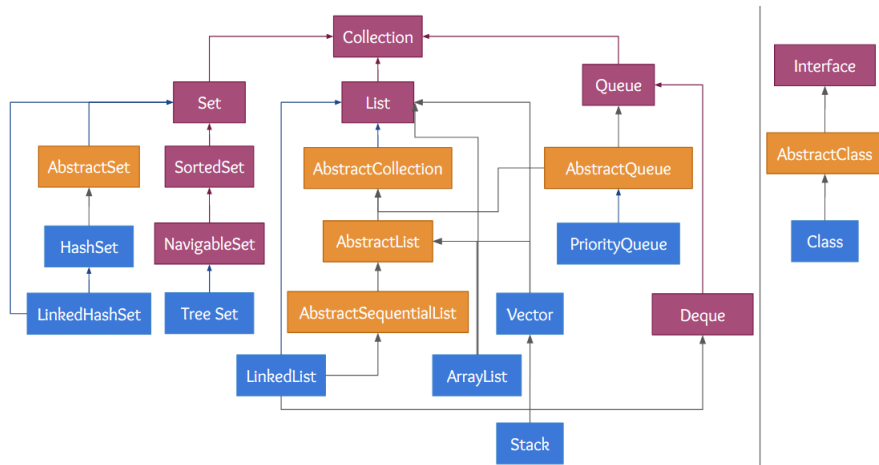 Collection
Interface
Set
List
Queue
AbstractSet
SortedSet
AbstractCollection
AbstractQueue
AbstractClass
HashSet
NavigableSet
AbstractList
PriorityQueue
Class
LinkedHashSet
Tree Set
AbstractSequentialList
Vector
Deque
LinkedList
ArrayList
Stack